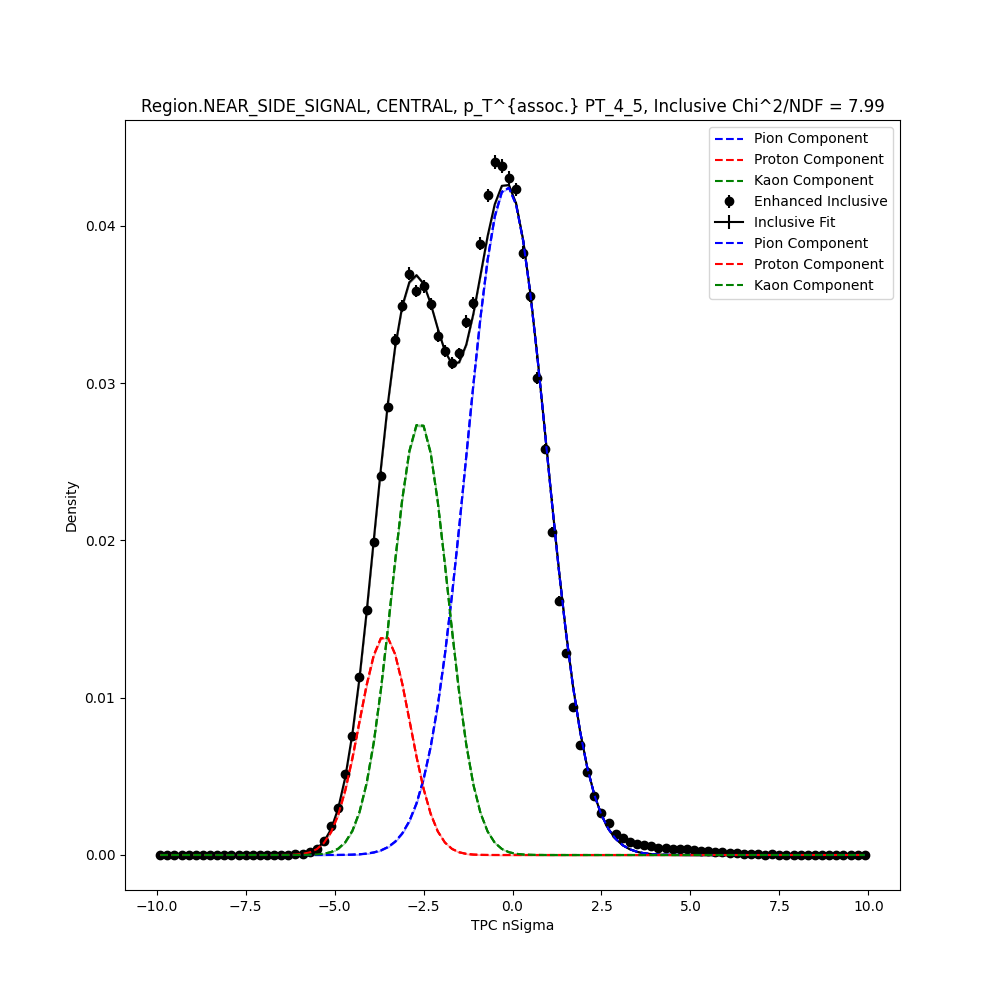 Region.NEAR_SIDE_SIGNAL, CENTRAL, p_T^{assoc.} PT_4_5, Inclusive Chi^2/NDF = 7.99
Pion Component
Proton Component
Kaon Component
Enhanced Inclusive
Inclusive Fit
Pion Component
Proton Component
Kaon Component
0.04
0.03
0.02
0.01
0.00
Density
−10.0 −7.5 −5.0 −2.5 0.0 2.5 5.0 7.5 10.0
TPC nSigma